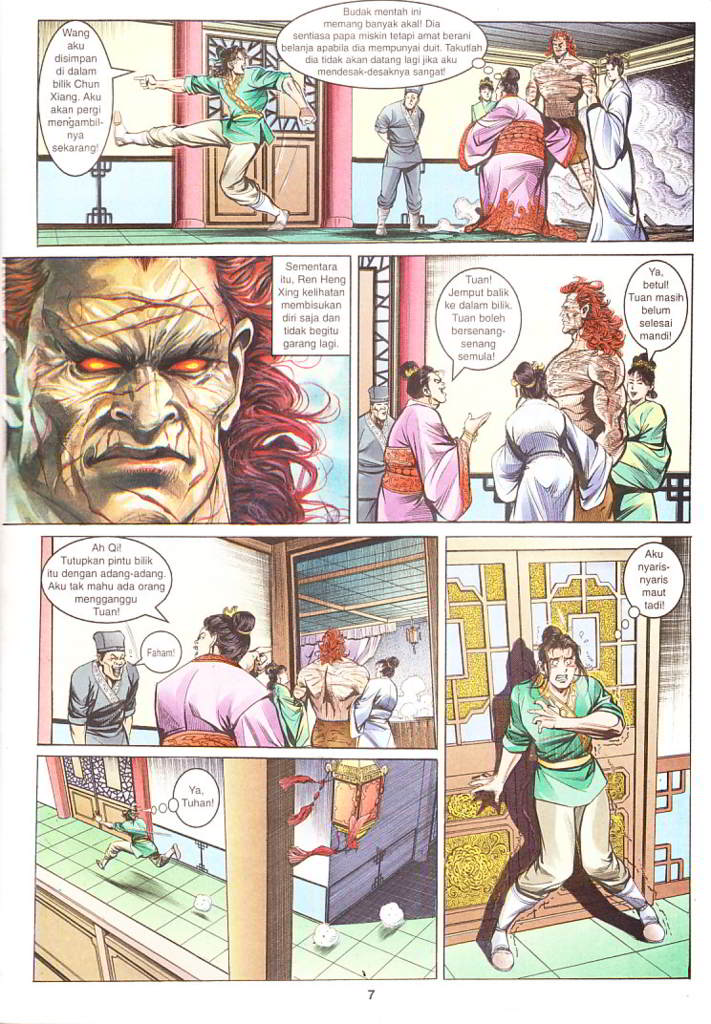 Wang
aku
disimpan
di dalam
bilik Chun
Xiang. Aku
akan pergi
mengambil-
nya
sekarang!
Budak mentah ini
memang banyak akal! Dia
sentiasa papa miskin tetapi amat berani
belanja apabila dia mempunyai duit. Takutlah
dia tidak akan datang lagi jika aku
mendesak-desaknya sangat!
Sementara
itu, Ren Heng
Xing kelihatan
membisukan
diri saja dan
tidak begitu
garang lagi.
Tuan!
Jemput balik
ke dalam bilik.
Tuan boleh
bersenang-
senang
semula!
Ya,
betul!
Tuan masih
belum
selesai
mandi!
Ah Qi!
Tutupkan pintu bilik
itu dengan adang-adang.
Aku tak mahu ada orang
mengganggu
Tuan!
Faham!
Aku
nyaris-
nyaris
maut
tadi!
Ya,
Tuhan!
7